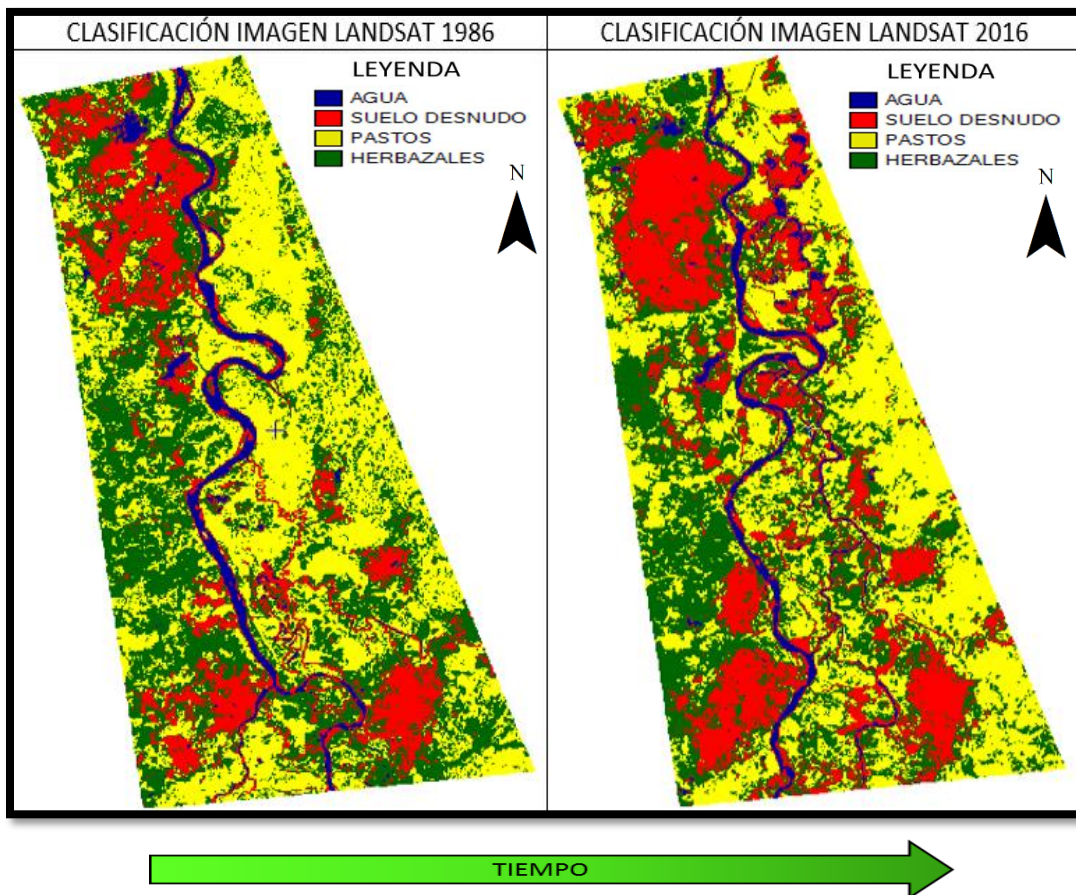 CLASIFICACIÓN IMAGEN LANDSAT 1986
LEYENDA
AGUA
SUELO DESNUDO
PASTOS
HERBAZALES
N
CLASIFICACIÓN IMAGEN LANDSAT 2016
LEYENDA
AGUA
SUELO DESNUDO
PASTOS
HERBAZALES
N
TIEMPO